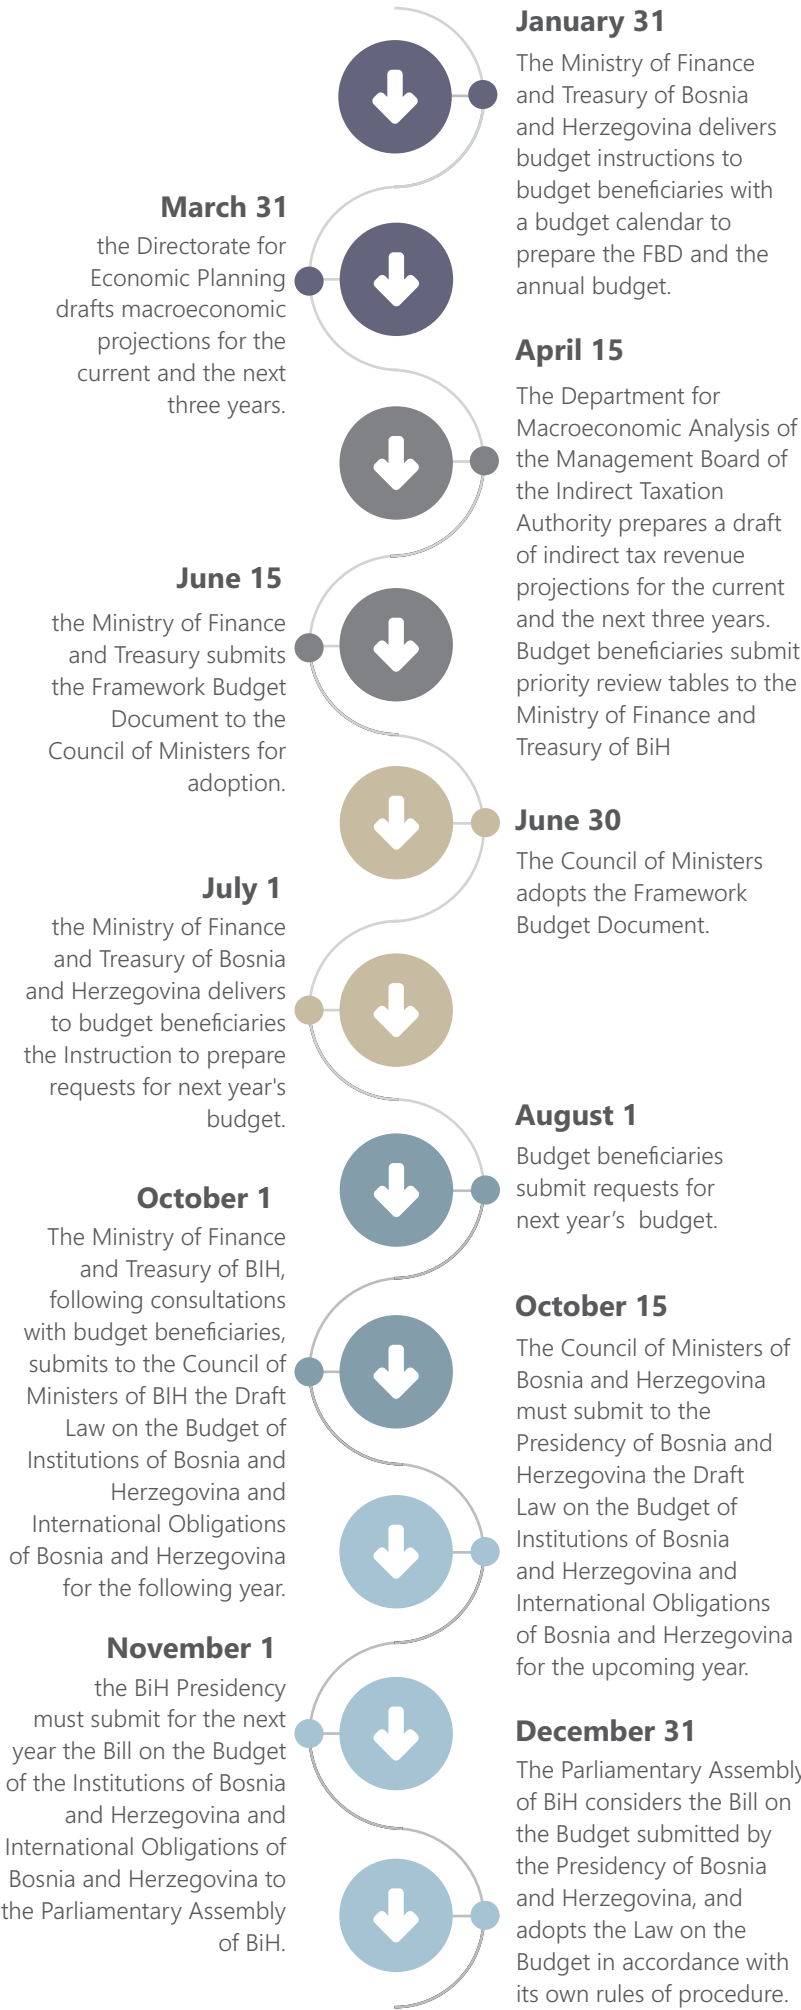 January 31
The Ministry of Finance
and Treasury of Bosnia
and Herzegovina delivers
budget instructions to
budget beneficiaries with
a budget calendar to
prepare the FBD and the
annual budget.
March 31
the Directorate for
Economic Planning
drafts macroeconomic
projections for the
current and the next
three years.
April 15
The Department for
Macroeconomic Analysis of
the Management Board of
the Indirect Taxation
Authority prepares a draft
of indirect tax revenue
projections for the current
and the next three years.
Budget beneficiaries submit
priority review tables to the
Ministry of Finance and
Treasury of BiH
June 15
the Ministry of Finance
and Treasury submits
the Framework Budget
Document to the
Council of Ministers for
adoption.
June 30
The Council of Ministers
adopts the Framework
Budget Document.
July 1
the Ministry of Finance
and Treasury of Bosnia
and Herzegovina delivers
to budget beneficiaries
the Instruction to prepare
requests for next year's
budget.
August 1
Budget beneficiaries
submit requests for
next year’s budget.
October 1
The Ministry of Finance
and Treasury of BIH,
following consultations
with budget beneficiaries,
submits to the Council of
Ministers of BIH the Draft
Law on the Budget of
Institutions of Bosnia and
Herzegovina and
International Obligations
of Bosnia and Herzegovina
for the following year.
October 15
The Council of Ministers of
Bosnia and Herzegovina
must submit to the
Presidency of Bosnia and
Herzegovina the Draft
Law on the Budget of
Institutions of Bosnia
and Herzegovina and
International Obligations
of Bosnia and Herzegovina
for the upcoming year.
November 1
the BiH Presidency
must submit for the next
year the Bill on the Budget
of the Institutions of Bosnia
and Herzegovina and
International Obligations of
Bosnia and Herzegovina to
the Parliamentary Assembly
of BiH.
December 31
The Parliamentary Assembly
of BiH considers the Bill on
the Budget submitted by
the Presidency of Bosnia
and Herzegovina, and
adopts the Law on the
Budget in accordance with
its own rules of procedure.